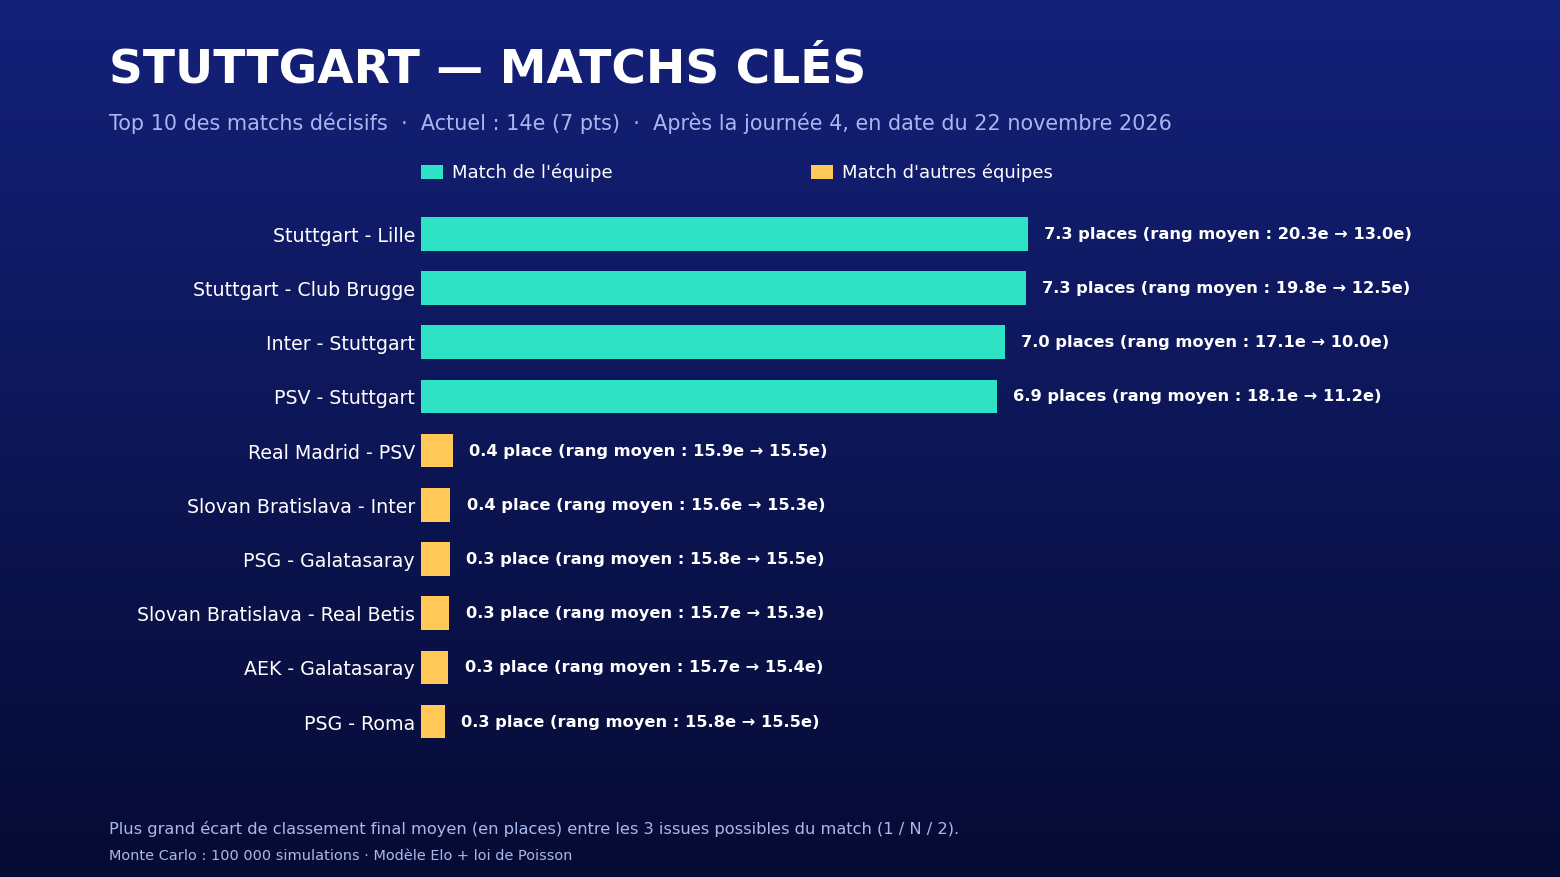 STUTTGART — MATCHS CLÉS
Top 10 des matchs décisifs · Actuel : 14e (7 pts) · Après la journée 4, en date du 22 novembre 2026
Match de l'équipe
Match d'autres équipes
Stuttgart - Lille 7.3 places (rang moyen : 20.3e → 13.0e)
Stuttgart - Club Brugge 7.3 places (rang moyen : 19.8e → 12.5e)
Inter - Stuttgart 7.0 places (rang moyen : 17.1e → 10.0e)
PSV - Stuttgart 6.9 places (rang moyen : 18.1e → 11.2e)
Real Madrid - PSV 0.4 place (rang moyen : 15.9e → 15.5e)
Slovan Bratislava - Inter 0.4 place (rang moyen : 15.6e → 15.3e)
PSG - Galatasaray 0.3 place (rang moyen : 15.8e → 15.5e)
Slovan Bratislava - Real Betis 0.3 place (rang moyen : 15.7e → 15.3e)
AEK - Galatasaray 0.3 place (rang moyen : 15.7e → 15.4e)
PSG - Roma 0.3 place (rang moyen : 15.8e → 15.5e)
Plus grand écart de classement final moyen (en places) entre les 3 issues possibles du match (1 / N / 2).
Monte Carlo : 100 000 simulations · Modèle Elo + loi de Poisson